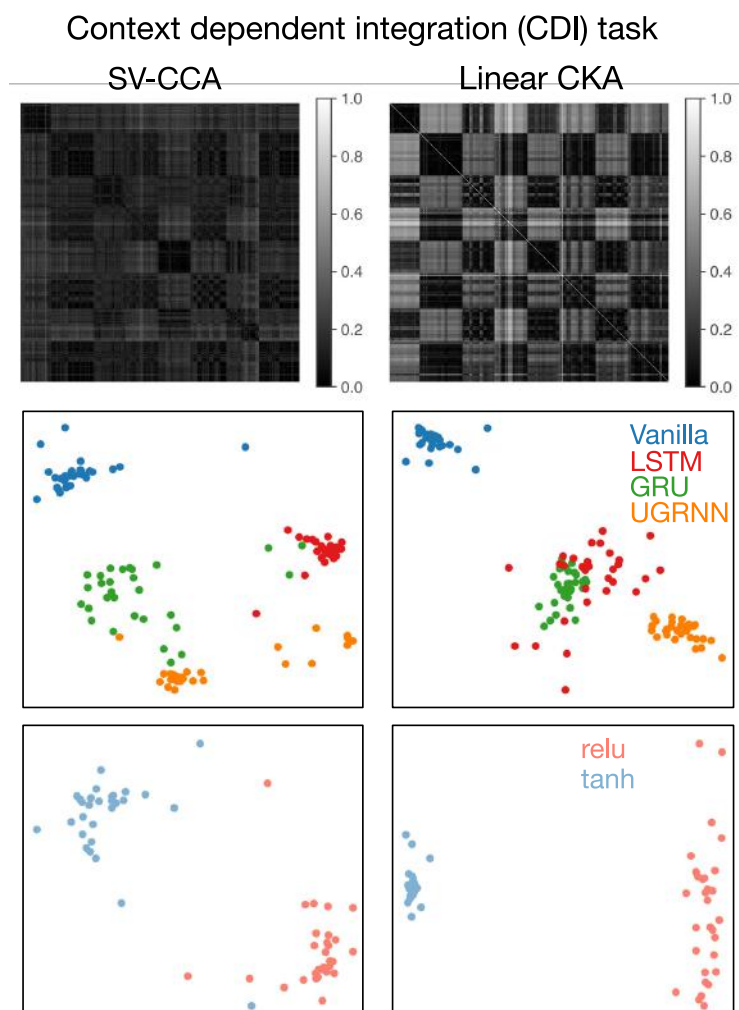 Context dependent integration (CDI) task
SV-CCA
Linear CKA
1.0
0.8
0.6
0.4
0.2
0.0
1.0
0.8
0.6
0.4
0.2
0.0
Vanilla
LSTM
GRU
UGRNN
relu
tanh